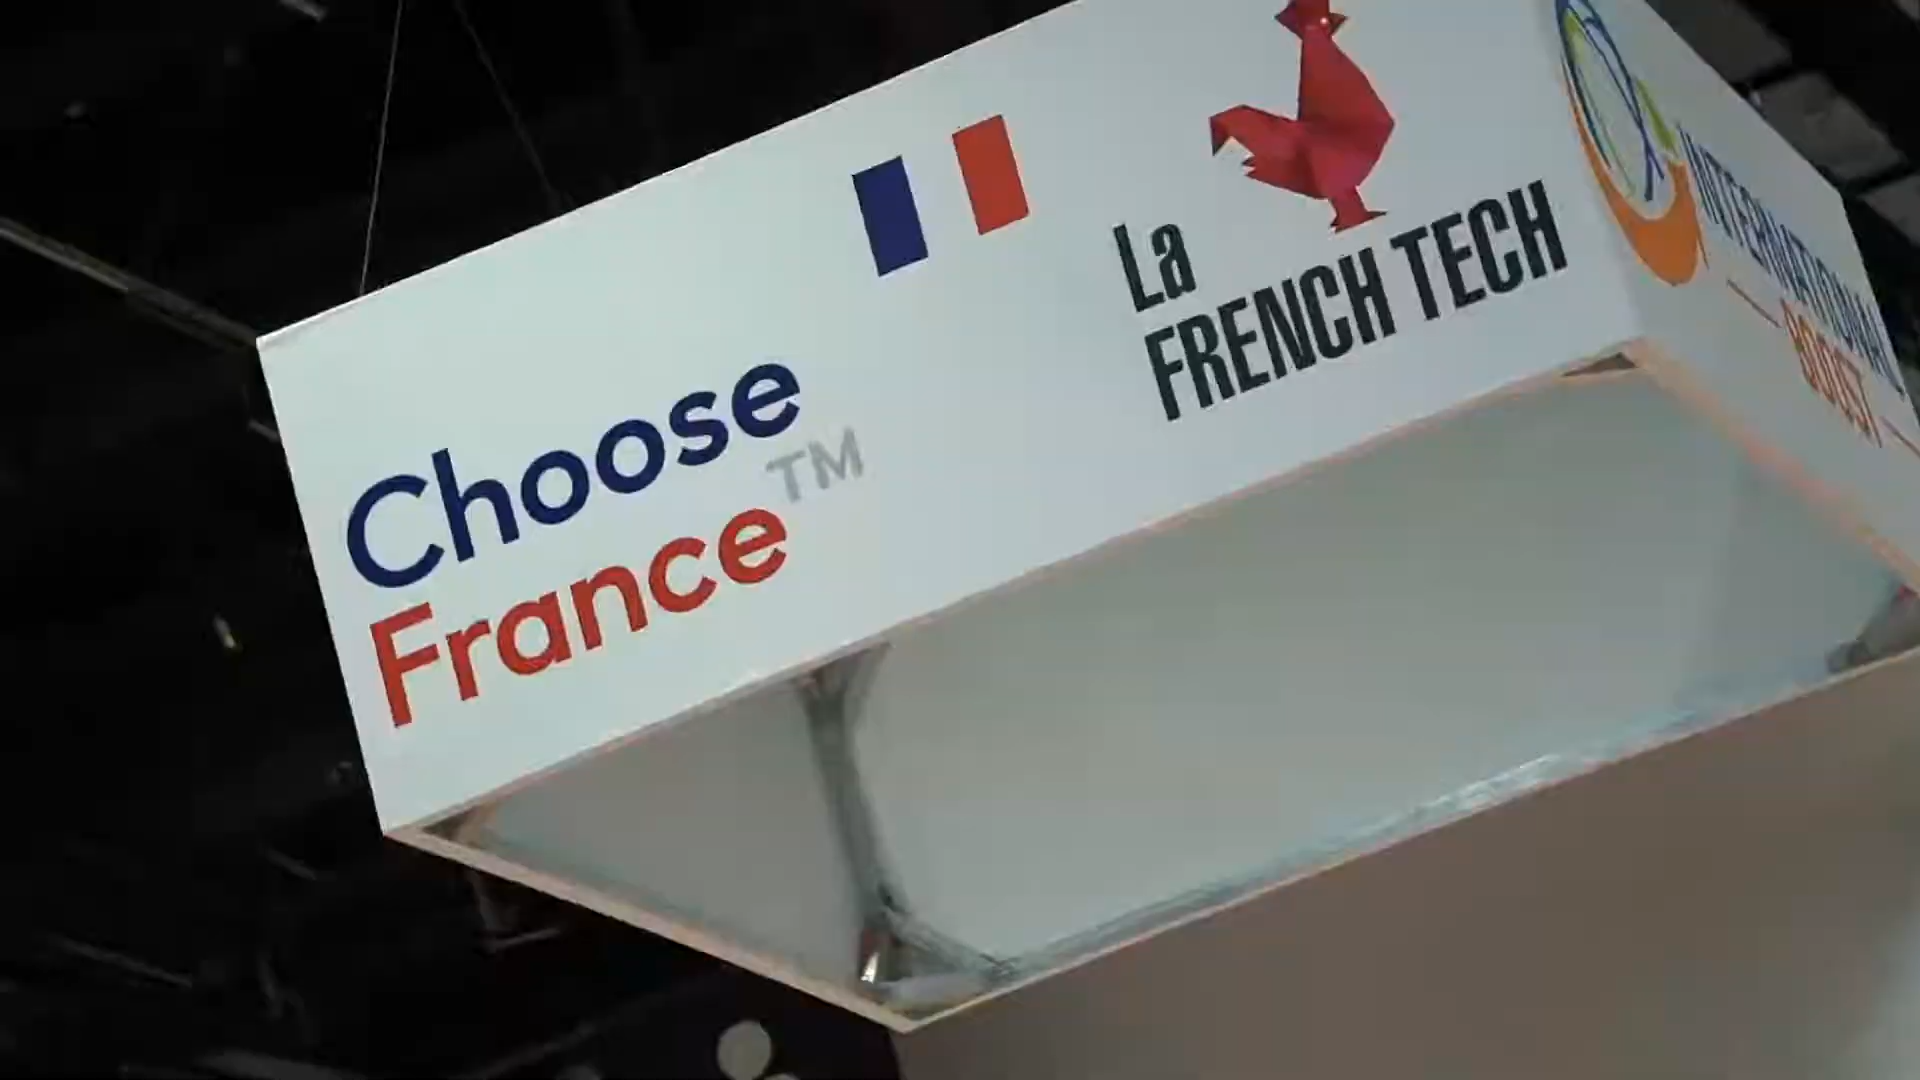 Choose
France™
La
FRENCH TECH
INTERNATIONAL
BOOST